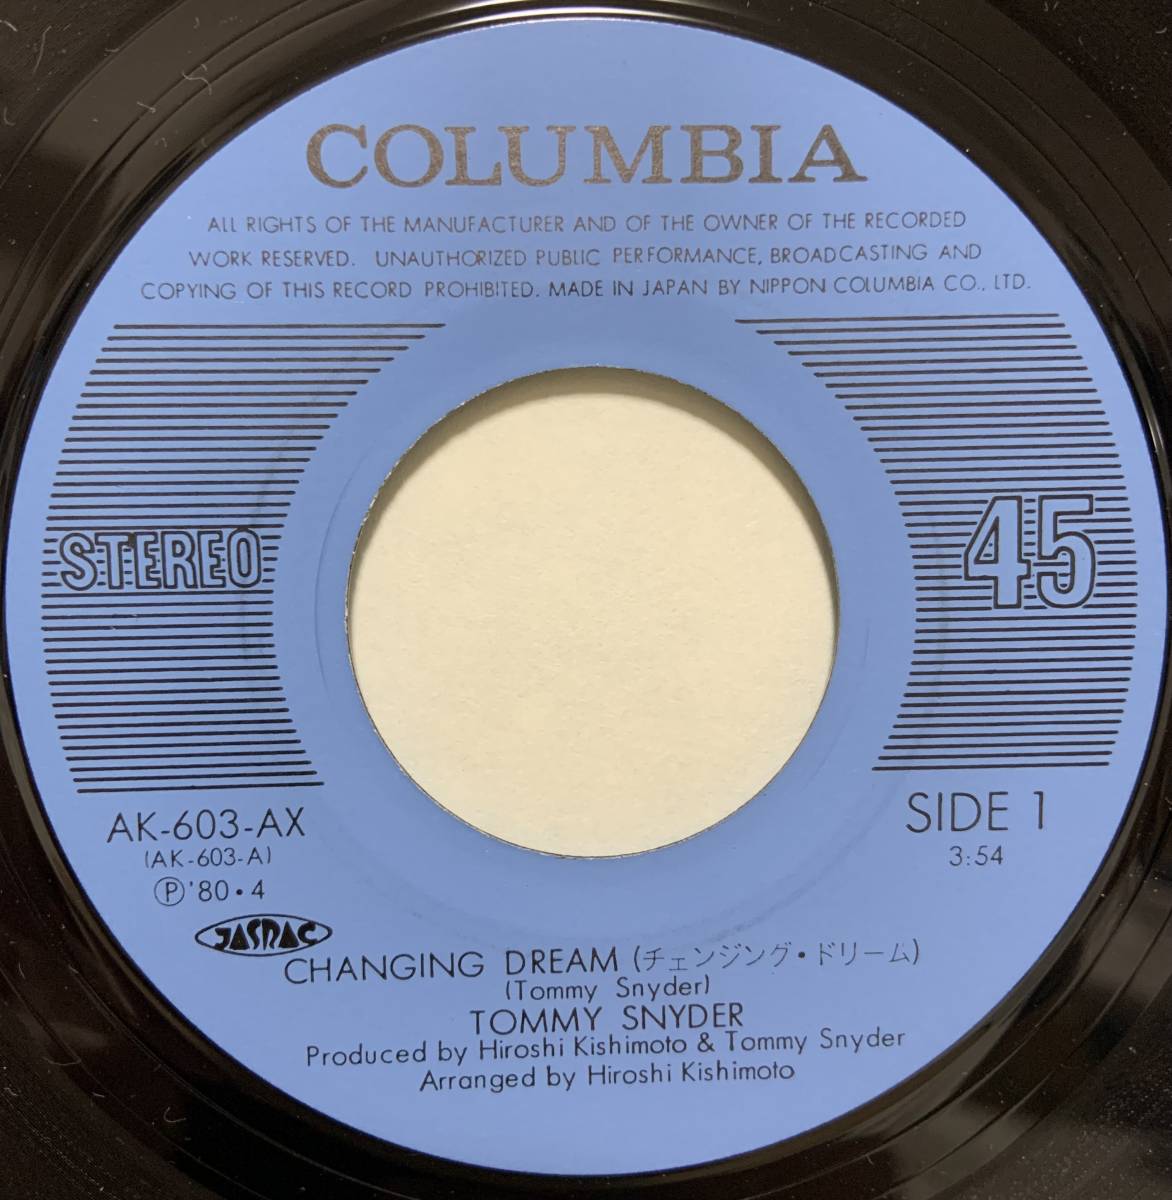 COLUMBIA
ALL RIGHTS OF THE MANUFACTURER AND OF THE OWNER OF THE RECORDED
WORK RESERVED. UNAUTHORIZED PUBLIC PERFORMANCE, BROADCASTING AND
COPYING OF THIS RECORD PROHIBITED. MADE IN JAPAN BY NIPPON COLUMBIA CO., LTD.
STEREO
45
AK-603-AX
(AK-603-A)
Ⓟ'80・4
JASRAC
SIDE 1
3:54
CHANGING DREAM (チェンジング・ドリーム)
(Tommy Snyder)
TOMMY SNYDER
Produced by Hiroshi Kishimoto & Tommy Snyder
Arranged by Hiroshi Kishimoto